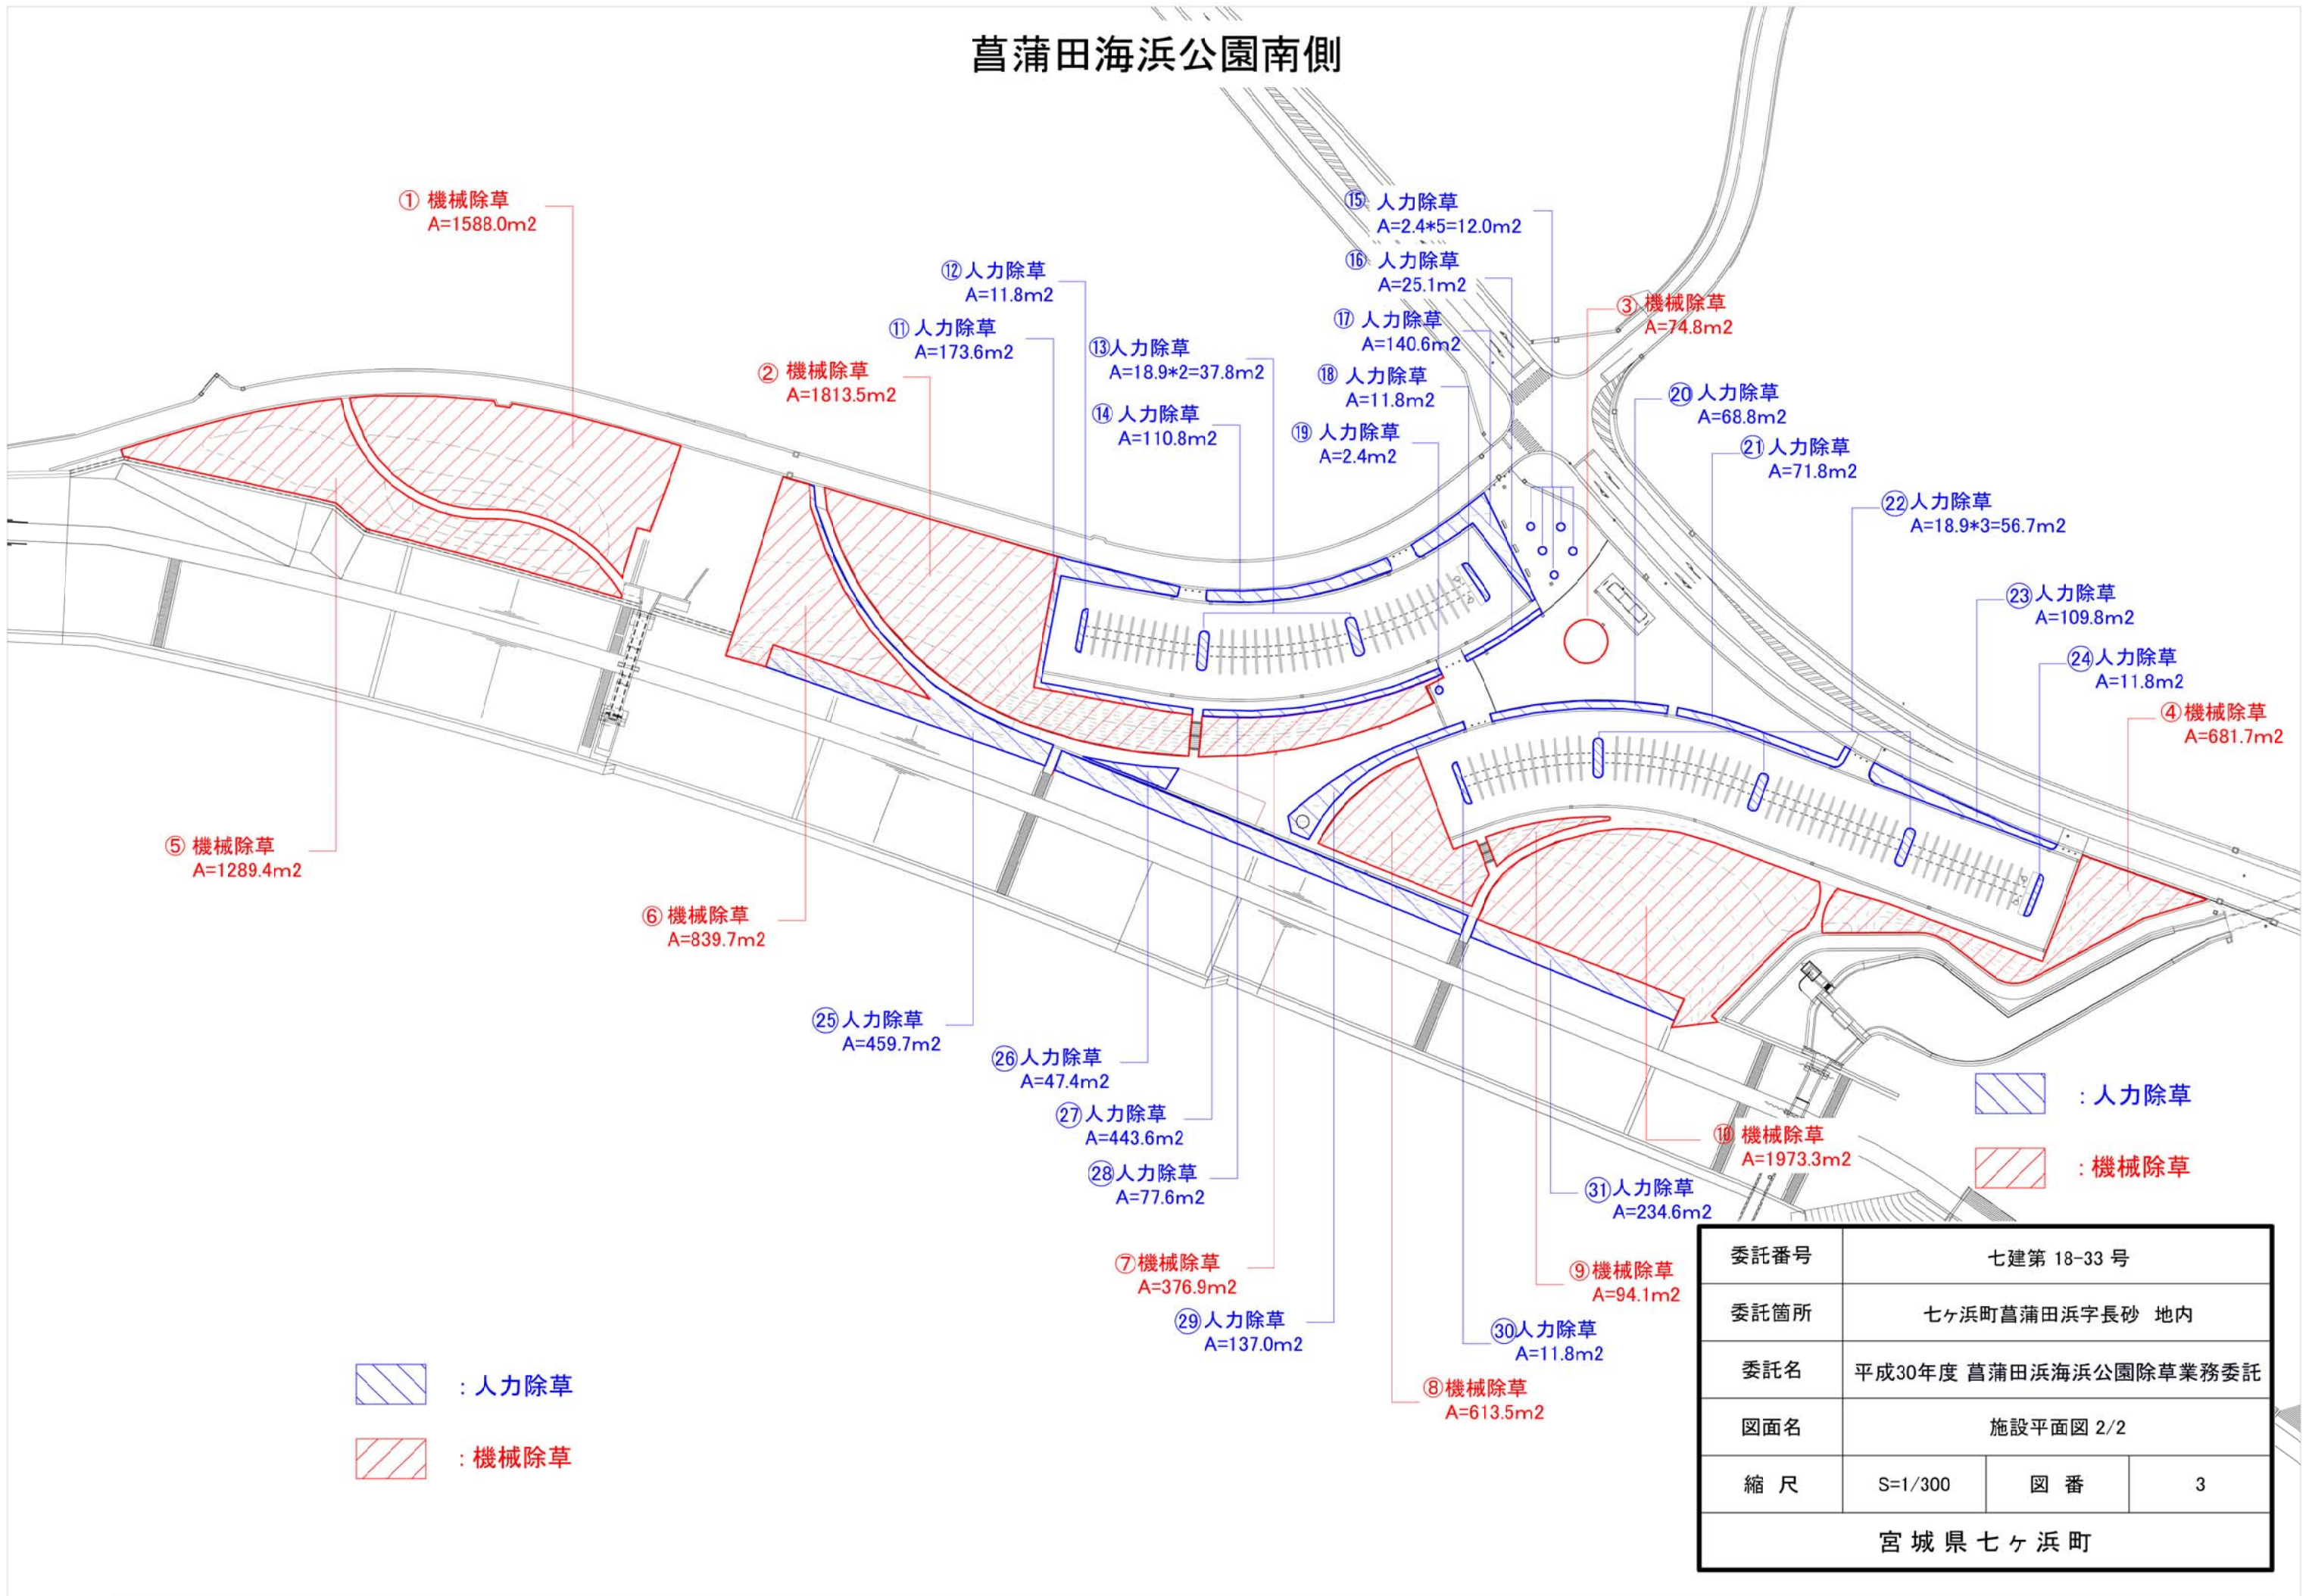 菖蒲田海浜公園南側
① 機械除草
A=1588.0m2
② 機械除草
A=1813.5m2
③ 機械除草
A=74.8m2
④ 機械除草
A=681.7m2
⑤ 機械除草
A=1289.4m2
⑥ 機械除草
A=839.7m2
⑦ 機械除草
A=376.9m2
⑧ 機械除草
A=613.5m2
⑨ 機械除草
A=94.1m2
⑩ 機械除草
A=1973.3m2
⑪ 人力除草
A=173.6m2
⑫ 人力除草
A=11.8m2
⑬ 人力除草
A=18.9*2=37.8m2
⑭ 人力除草
A=110.8m2
⑮ 人力除草
A=2.4*5=12.0m2
⑯ 人力除草
A=25.1m2
⑰ 人力除草
A=140.6m2
⑱ 人力除草
A=11.8m2
⑲ 人力除草
A=2.4m2
⑳ 人力除草
A=68.8m2
㉑ 人力除草
A=71.8m2
㉒ 人力除草
A=18.9*3=56.7m2
㉓ 人力除草
A=109.8m2
㉔ 人力除草
A=11.8m2
㉕ 人力除草
A=459.7m2
㉖ 人力除草
A=47.4m2
㉗ 人力除草
A=443.6m2
㉘ 人力除草
A=77.6m2
㉙ 人力除草
A=137.0m2
㉚ 人力除草
A=11.8m2
㉛ 人力除草
A=234.6m2
：人力除草
：機械除草
：人力除草
：機械除草
委託番号 七建第 18-33 号
委託箇所 七ヶ浜町菖蒲田浜字長砂 地内
委託名 平成30年度 菖蒲田浜海浜公園除草業務委託
図面名 施設平面図 2/2
縮 尺 S=1/300 図 番 3
宮城県七ヶ浜町